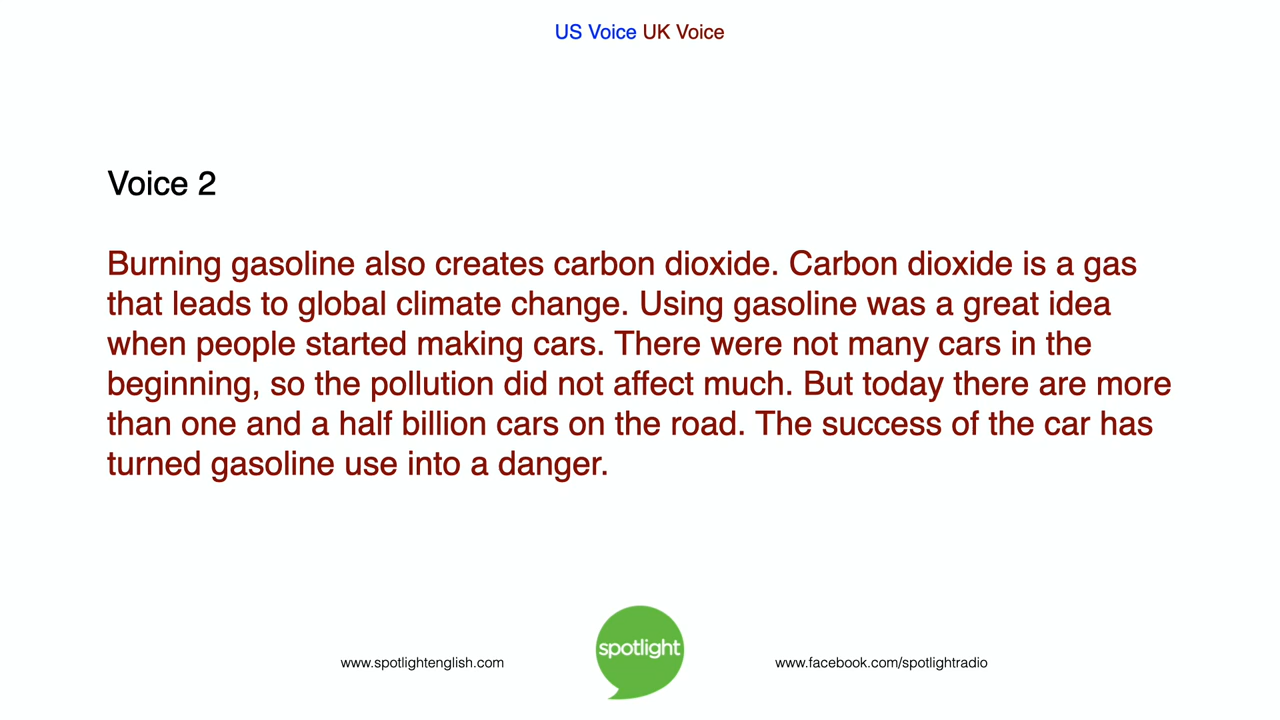 US Voice UK Voice
Voice 2
Burning gasoline also creates carbon dioxide. Carbon dioxide is a gas
that leads to global climate change. Using gasoline was a great idea
when people started making cars. There were not many cars in the
beginning, so the pollution did not affect much. But today there are more
than one and a half billion cars on the road. The success of the car has
turned gasoline use into a danger.
spotlight
www.spotlightenglish.com
www.facebook.com/spotlightradio